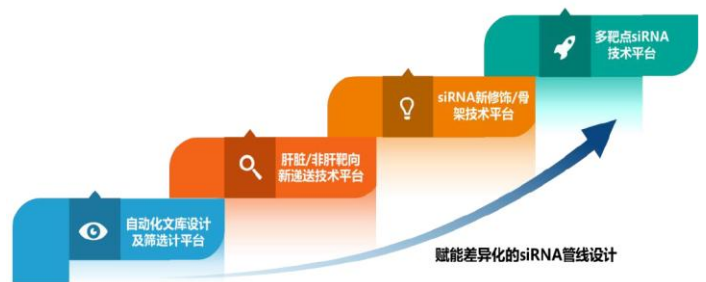 多靶点siRNA
技术平台
siRNA新修饰/骨
架技术平台
肝脏/非肝靶向
新递送技术平台
自动化文库设计
及筛选计平台
赋能差异化的siRNA管线设计